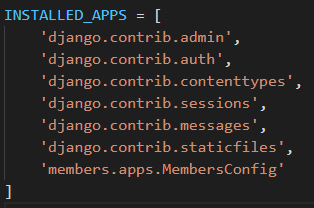 INSTALLED_APPS = [
    'django.contrib.admin',
    'django.contrib.auth',
    'django.contrib.contenttypes',
    'django.contrib.sessions',
    'django.contrib.messages',
    'django.contrib.staticfiles',
    'members.apps.MembersConfig'
]